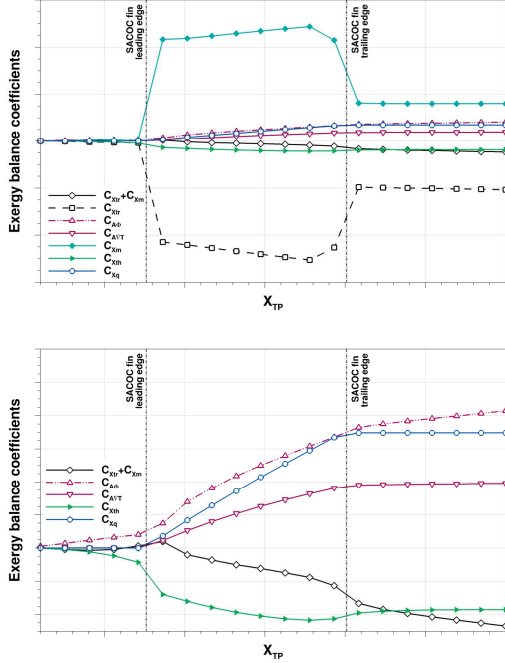 SACOC fin
leading edge
SACOC fin
trailing edge
Exergy balance coefficients
C_Xtr+C_Xm
C_Xtr
C_AΦ
C_A∇T
C_Xm
C_Xth
C_Xq
X_TP
SACOC fin
leading edge
SACOC fin
trailing edge
Exergy balance coefficients
C_Xtr+C_Xm
C_AΦ
C_A∇T
C_Xth
C_Xq
X_TP